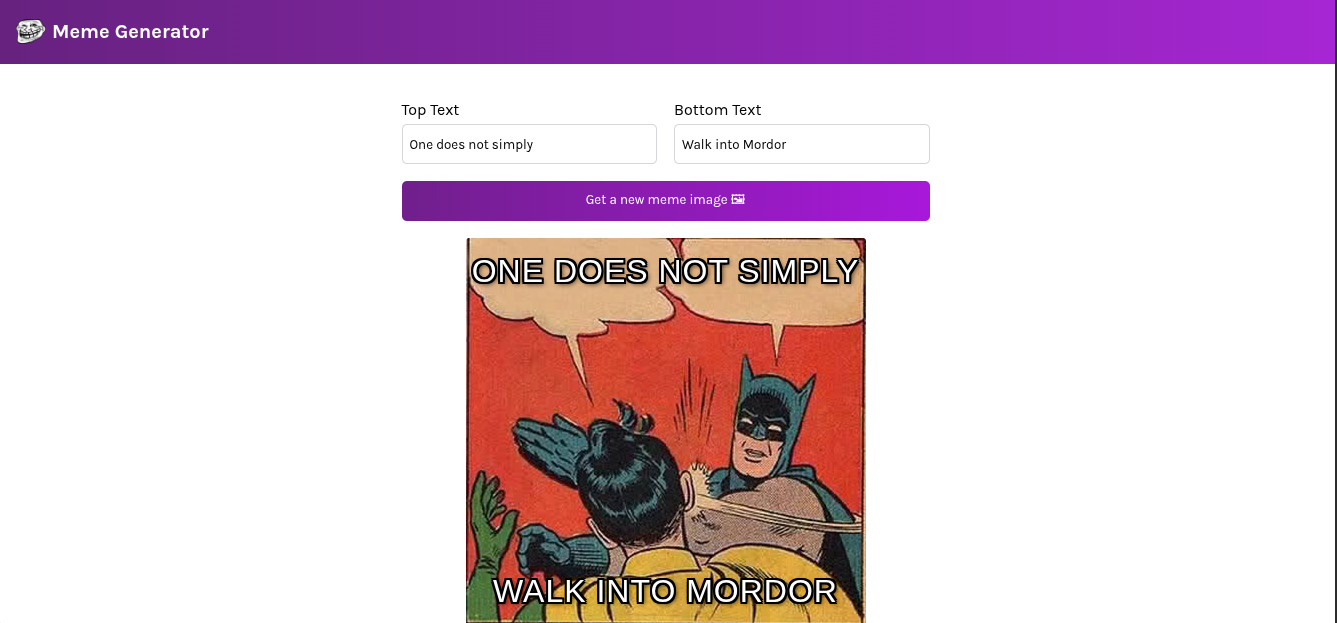 Meme Generator
Top Text
Bottom Text
One does not simply
Walk into Mordor
Get a new meme image 🖼
ONE DOES NOT SIMPLY
WALK INTO MORDOR